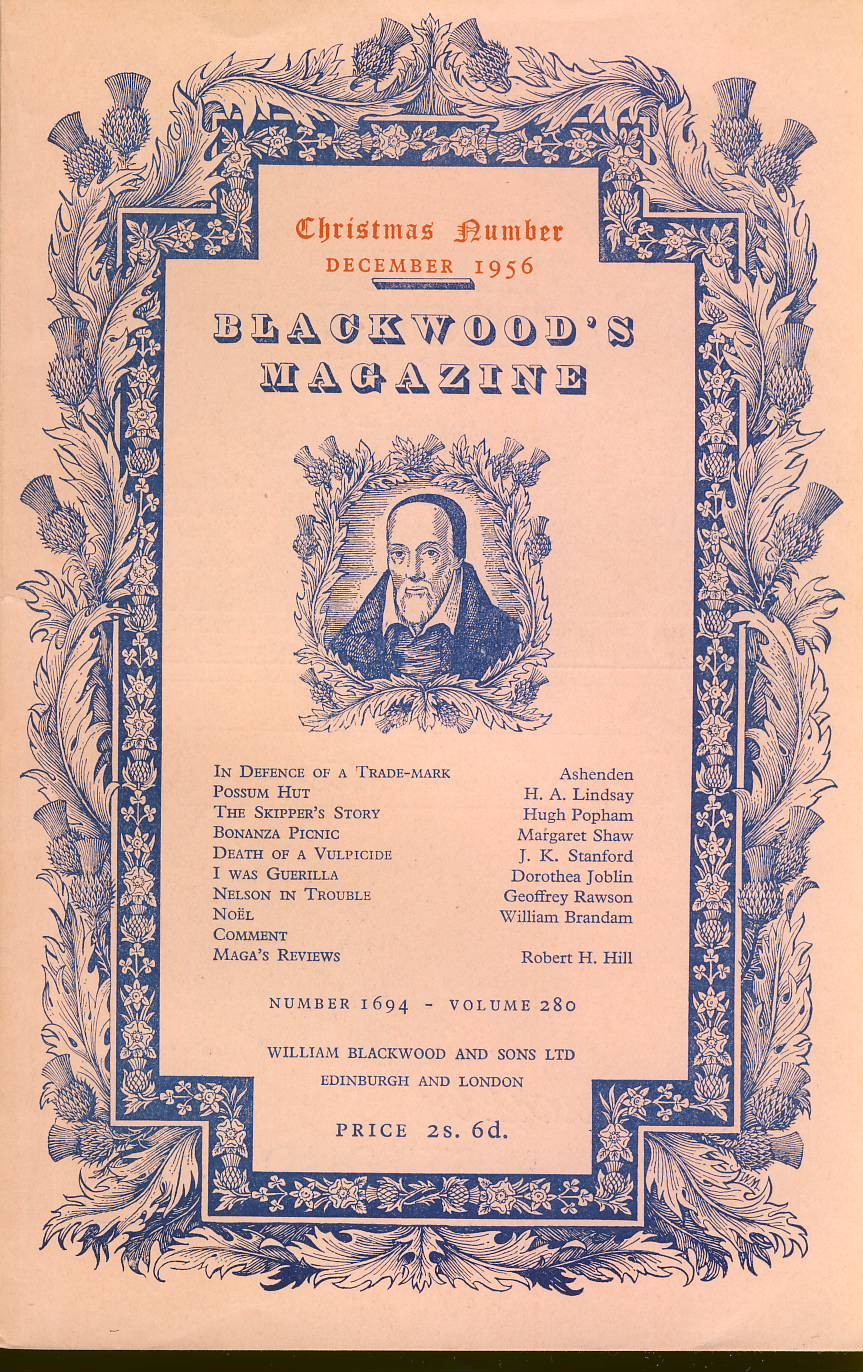 Christmas Number
DECEMBER 1956
BLACKWOOD'S
MAGAZINE
IN DEFENCE OF A TRADE-MARK Ashenden
POSSUM HUT H. A. Lindsay
THE SKIPPER'S STORY Hugh Popham
BONANZA PICNIC Margaret Shaw
DEATH OF A VULPICIDE J. K. Stanford
I WAS GUERILLA Dorothea Joblin
NELSON IN TROUBLE Geoffrey Rawson
NOËL William Brandam
COMMENT
MAGA'S REVIEWS Robert H. Hill
NUMBER 1694 - VOLUME 280
WILLIAM BLACKWOOD AND SONS LTD
EDINBURGH AND LONDON
PRICE 2s. 6d.